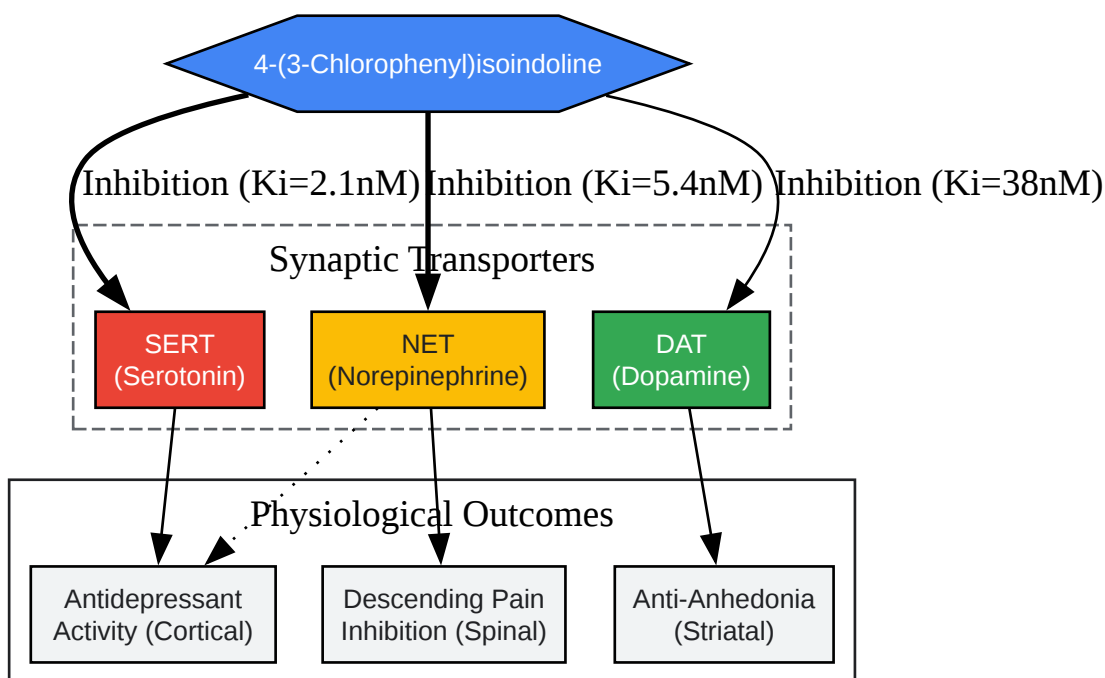 4-(3-Chlorophenyl)isoindoline
Inhibition (Ki=2.1nM)
Inhibition (Ki=5.4nM)
Inhibition (Ki=38nM)
Synaptic Transporters
SERT
(Serotonin)
NET
(Norepinephrine)
DAT
(Dopamine)
Physiological Outcomes
Antidepressant
Activity (Cortical)
Descending Pain
Inhibition (Spinal)
Anti-Anhedonia
(Striatal)